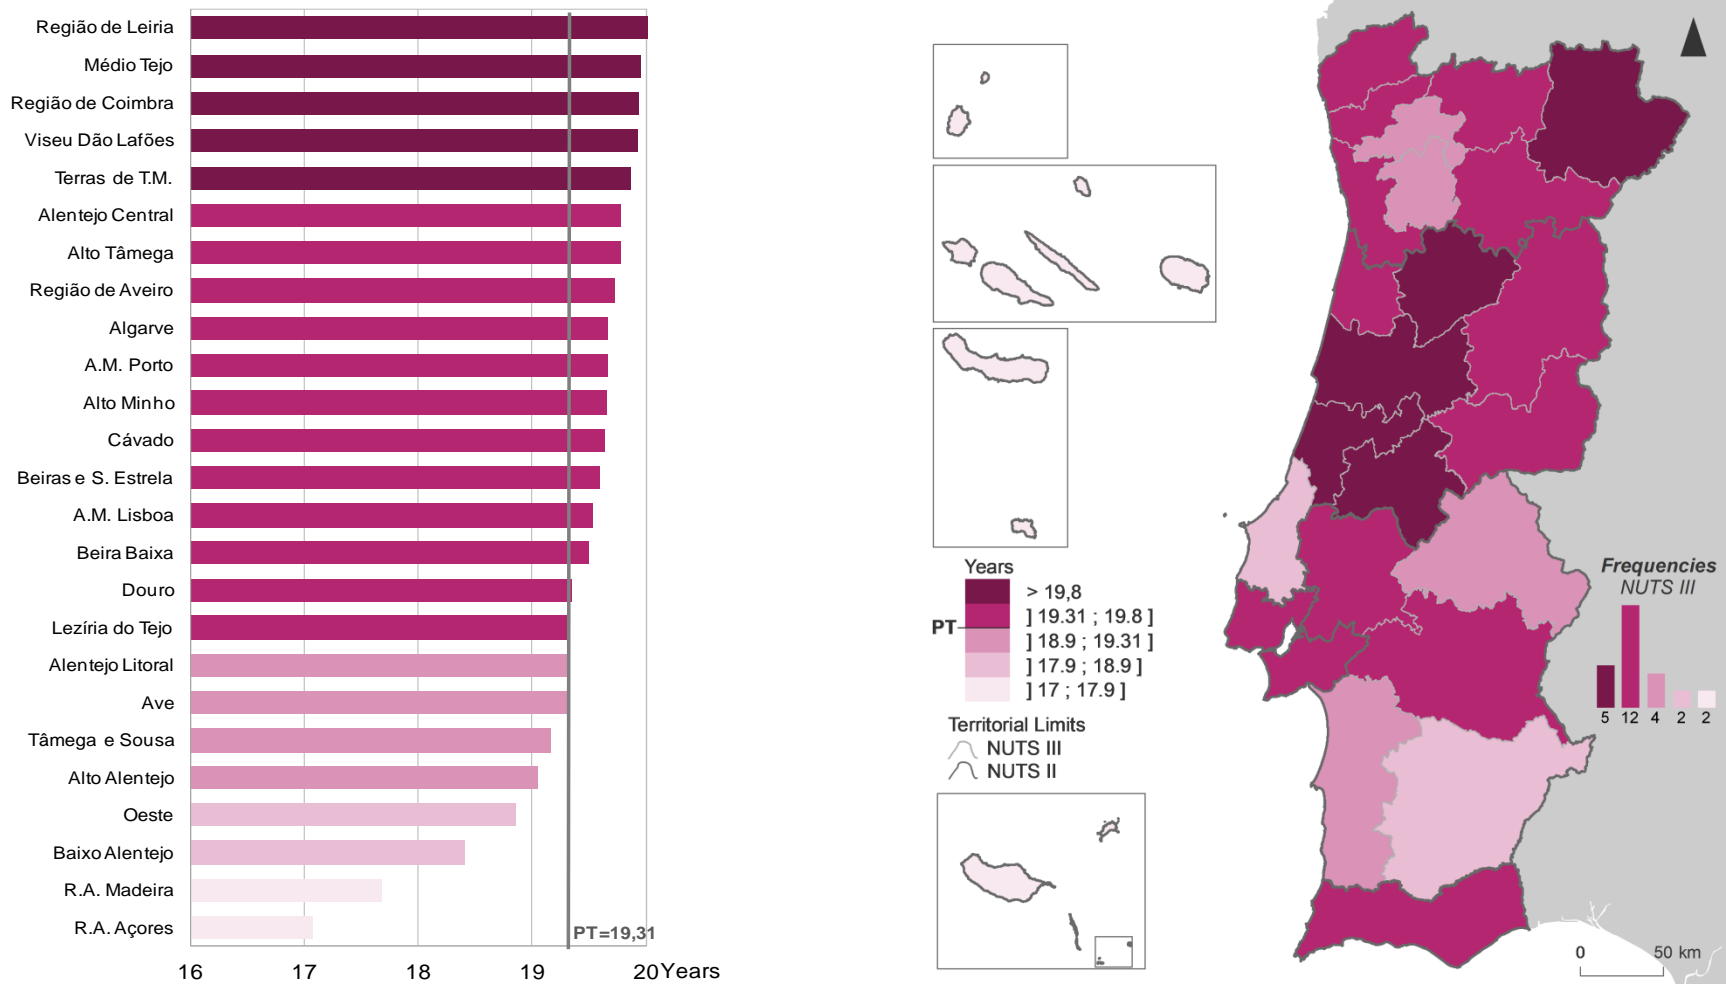 Região de Leiria
Médio Tejo
Região de Coimbra
Viseu Dão Lafões
Terras de T.M.
Alentejo Central
Alto Tâmega
Região de Aveiro
Algarve
A.M. Porto
Alto Minho
Cávado
Beiras e S. Estrela
A.M. Lisboa
Beira Baixa
Douro
Lezíria do Tejo
Alentejo Litoral
Ave
Tâmega e Sousa
Alto Alentejo
Oeste
Baixo Alentejo
R.A. Madeira
R.A. Açores
PT=19,31
16 17 18 19 20 Years
Years
> 19,8
] 19.31 ; 19.8 ]
PT
] 18.9 ; 19.31 ]
] 17.9 ; 18.9 ]
] 17 ; 17.9 ]
Territorial Limits
NUTS III
NUTS II
Frequencies
NUTS III
5 12 4 2 2
0 50 km